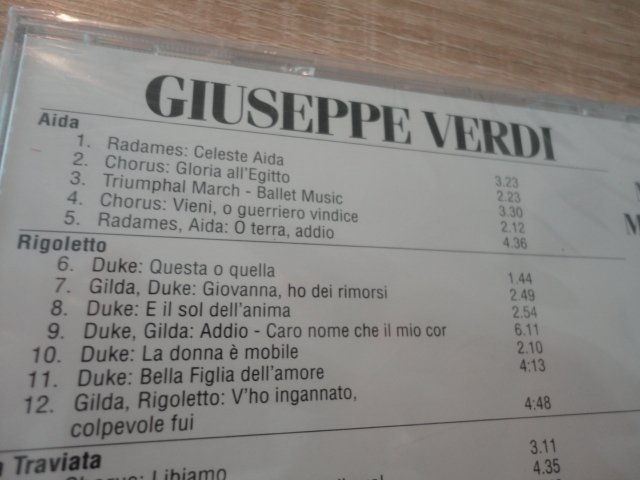 GIUSEPPE VERDI
Aida
1. Radames: Celeste Aida 3.23
2. Chorus: Gloria all'Egitto 2.23
3. Triumphal March - Ballet Music 3.30
4. Chorus: Vieni, o guerriero vindice 2.12
5. Radames, Aida: O terra, addio 4.36
Rigoletto
6. Duke: Questa o quella 1.44
7. Gilda, Duke: Giovanna, ho dei rimorsi 2.49
8. Duke: E il sol dell'anima 2.54
9. Duke, Gilda: Addio - Caro nome che il mio cor 6.11
10. Duke: La donna è mobile 2.10
11. Duke: Bella Figlia dell'amore 4:13
12. Gilda, Rigoletto: V'ho ingannato,
colpevole fui 4:48
Traviata 3.11
Libiamo 4.35